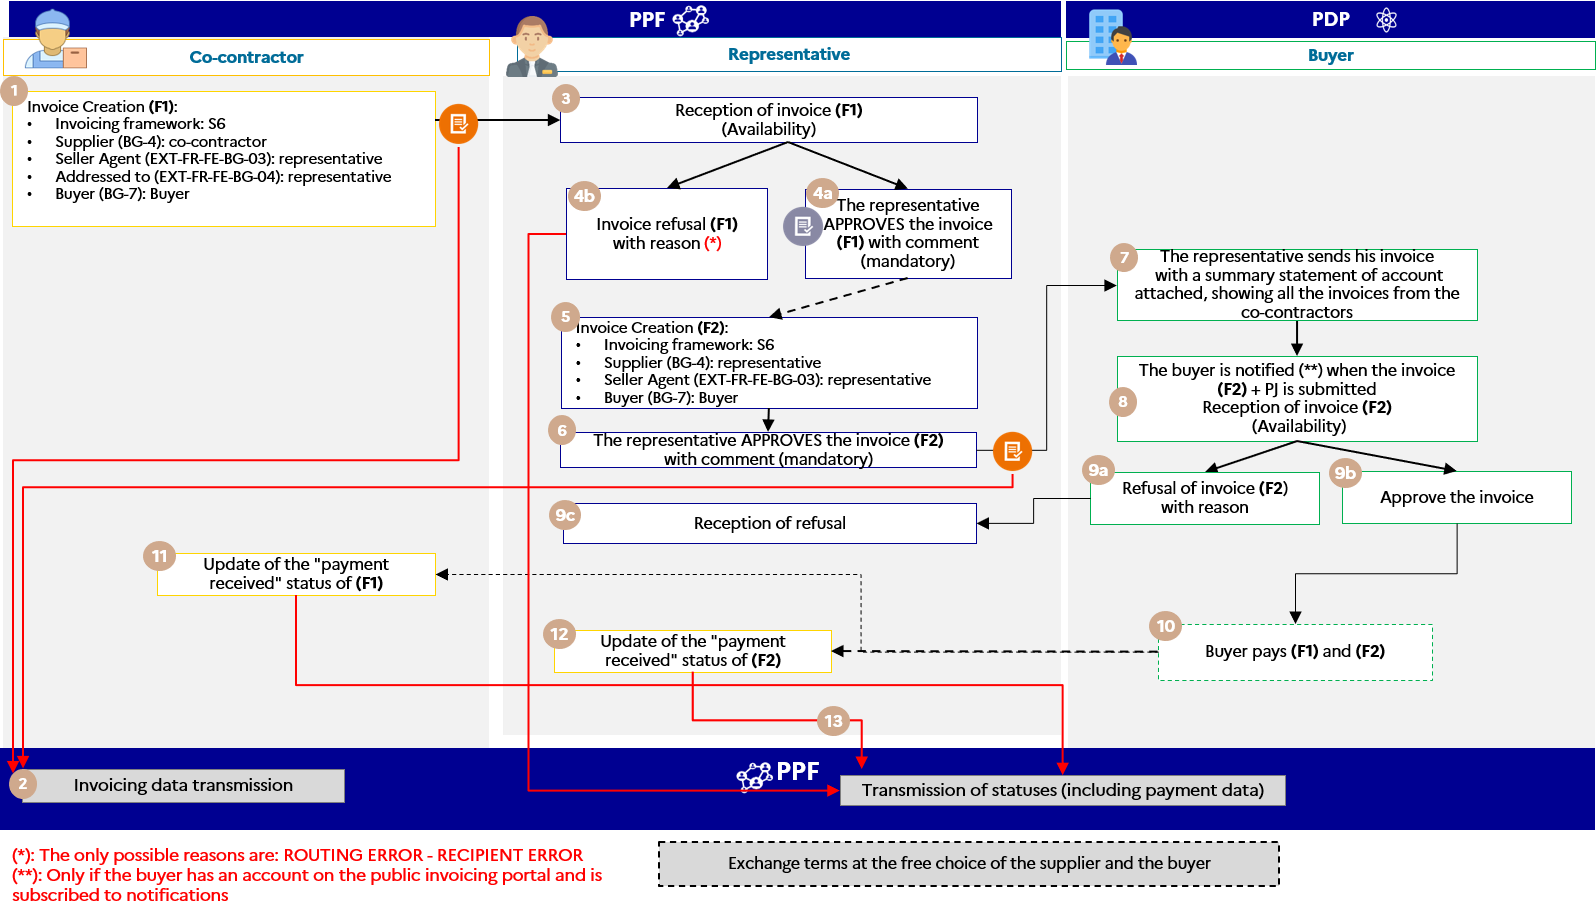 PPF
PDP
Co-contractor
Representative
Buyer
1
Invoice Creation (F1):
• Invoicing framework: S6
• Supplier (BG-4): co-contractor
• Seller Agent (EXT-FR-FE-BG-03): representative
• Addressed to (EXT-FR-FE-BG-04): representative
• Buyer (BG-7): Buyer
3
Reception of invoice (F1)
(Availability)
4b
Invoice refusal (F1)
with reason (*)
4a
The representative
APPROVES the invoice
(F1) with comment
(mandatory)
5
Invoice Creation (F2):
• Invoicing framework: S6
• Supplier (BG-4): representative
• Seller Agent (EXT-FR-FE-BG-03): representative
• Buyer (BG-7): Buyer
6
The representative APPROVES the invoice (F2)
with comment (mandatory)
7
The representative sends his invoice
with a summary statement of account
attached, showing all the invoices from the
co-contractors
8
The buyer is notified (**) when the invoice
(F2) + PJ is submitted
Reception of invoice (F2)
(Availability)
9a
Refusal of invoice (F2)
with reason
9b
Approve the invoice
9c
Reception of refusal
11
Update of the "payment
received" status of (F1)
12
Update of the "payment
received" status of (F2)
10
Buyer pays (F1) and (F2)
13
PPF
2
Invoicing data transmission
Transmission of statuses (including payment data)
(*): The only possible reasons are: ROUTING ERROR - RECIPIENT ERROR
(**): Only if the buyer has an account on the public invoicing portal and is
subscribed to notifications
Exchange terms at the free choice of the supplier and the buyer